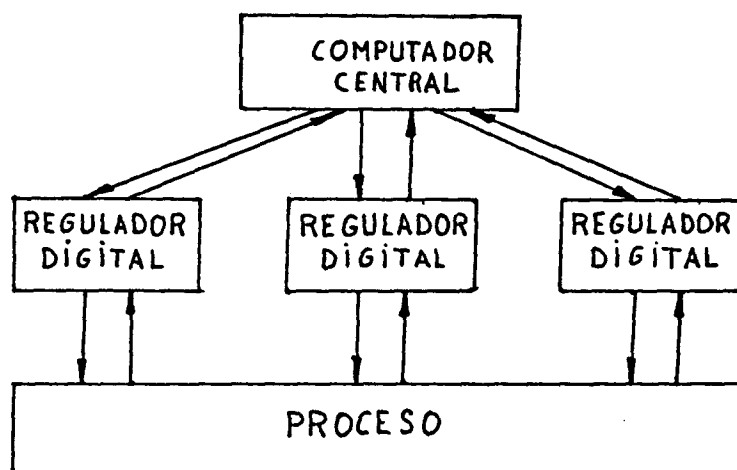 COMPUTADOR
CENTRAL
REGULADOR
DIGITAL
REGULADOR
DIGITAL
REGULADOR
DIGITAL
PROCESO